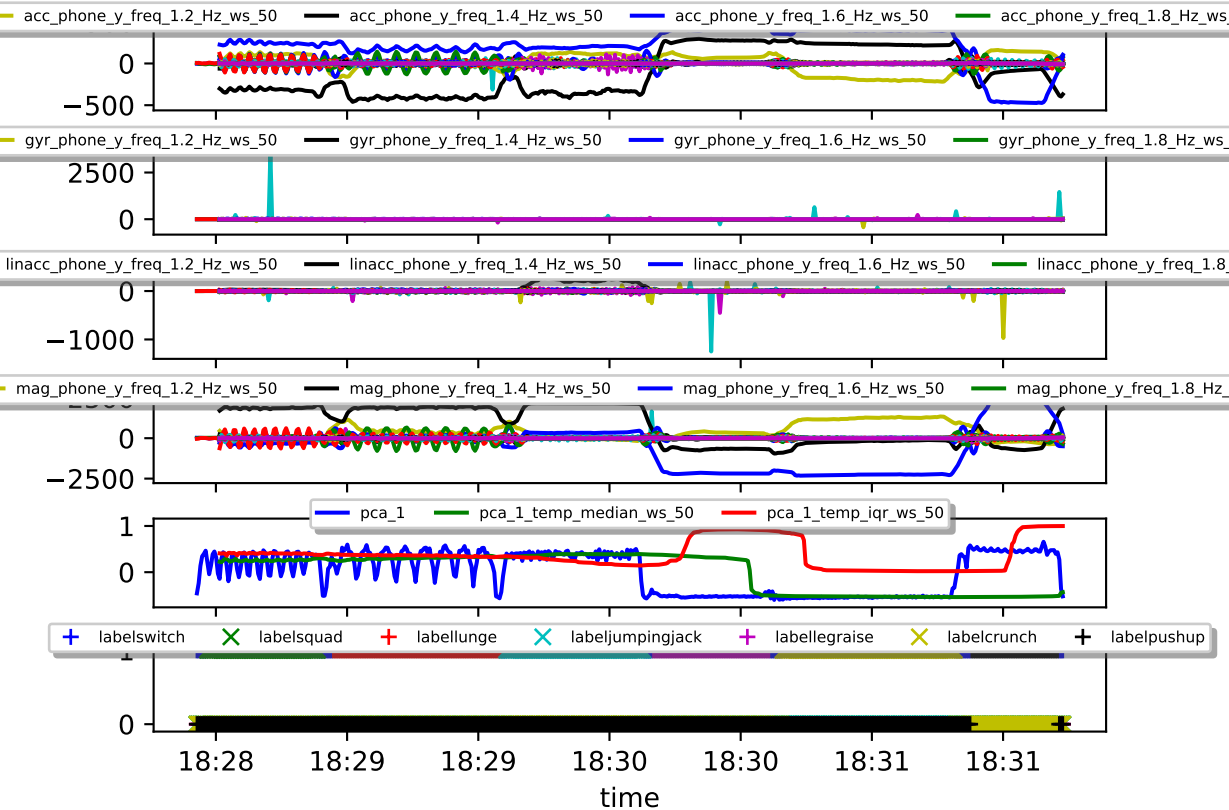 acc_phone_y_freq_1.2_Hz_ws_50 acc_phone_y_freq_1.4_Hz_ws_50 acc_phone_y_freq_1.6_Hz_ws_50 acc_phone_y_freq_1.8_Hz_ws_
0
−500
gyr_phone_y_freq_1.2_Hz_ws_50 gyr_phone_y_freq_1.4_Hz_ws_50 gyr_phone_y_freq_1.6_Hz_ws_50 gyr_phone_y_freq_1.8_Hz_ws_
2500
0
linacc_phone_y_freq_1.2_Hz_ws_50 linacc_phone_y_freq_1.4_Hz_ws_50 linacc_phone_y_freq_1.6_Hz_ws_50 linacc_phone_y_freq_1.8_
0
−1000
mag_phone_y_freq_1.2_Hz_ws_50 mag_phone_y_freq_1.4_Hz_ws_50 mag_phone_y_freq_1.6_Hz_ws_50 mag_phone_y_freq_1.8_Hz_
2500
0
−2500
pca_1 pca_1_temp_median_ws_50 pca_1_temp_iqr_ws_50
1
0
labelswitch labelsquad labellunge labeljumpingjack labellegraise labelcrunch labelpushup
1
0
18:28 18:29 18:29 18:30 18:30 18:31 18:31
time